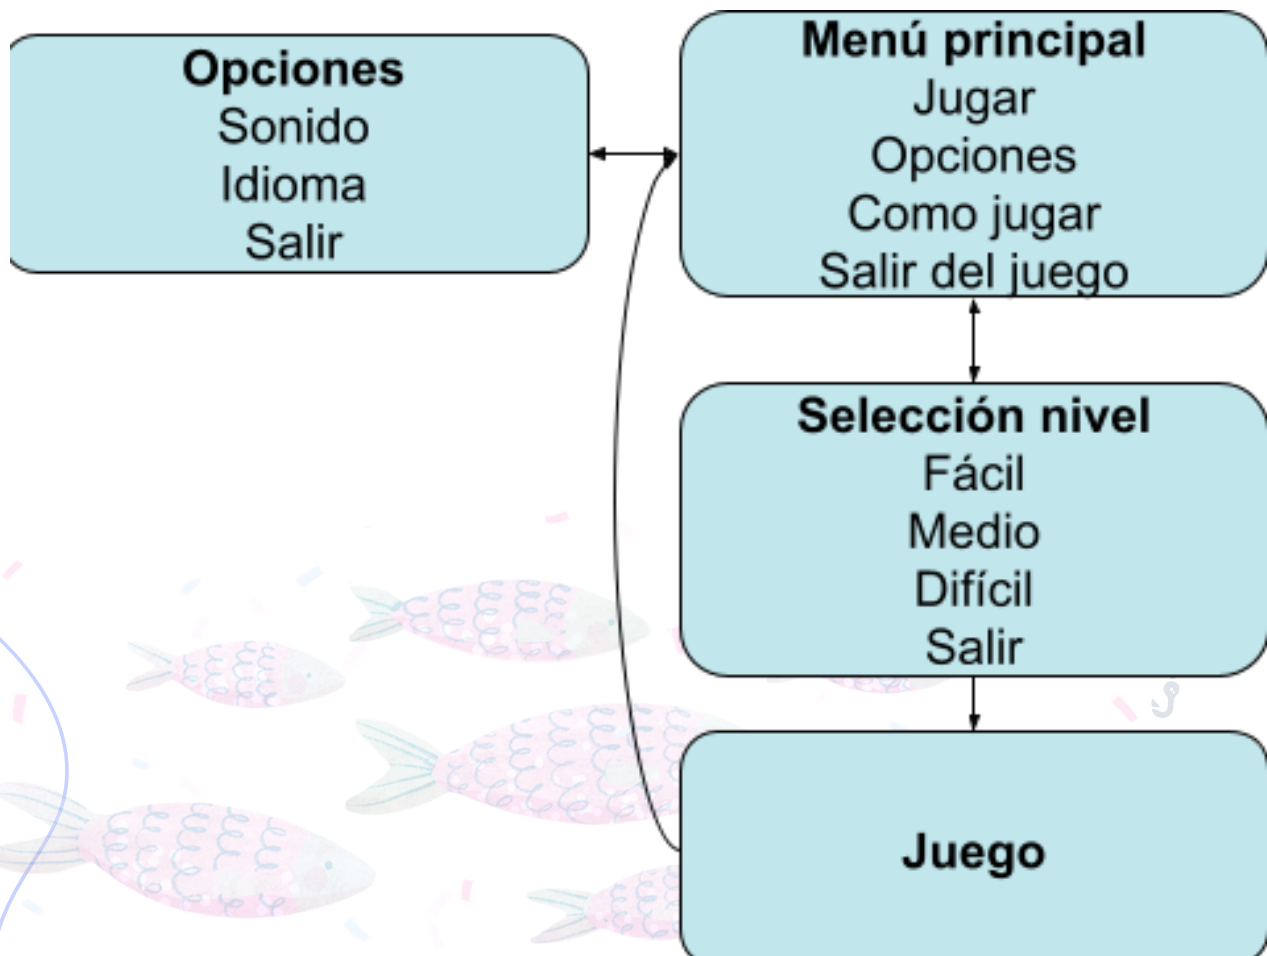 Opciones
Sonido
Idioma
Salir
Menú principal
Jugar
Opciones
Como jugar
Salir del juego
Selección nivel
Fácil
Medio
Difícil
Salir
Juego